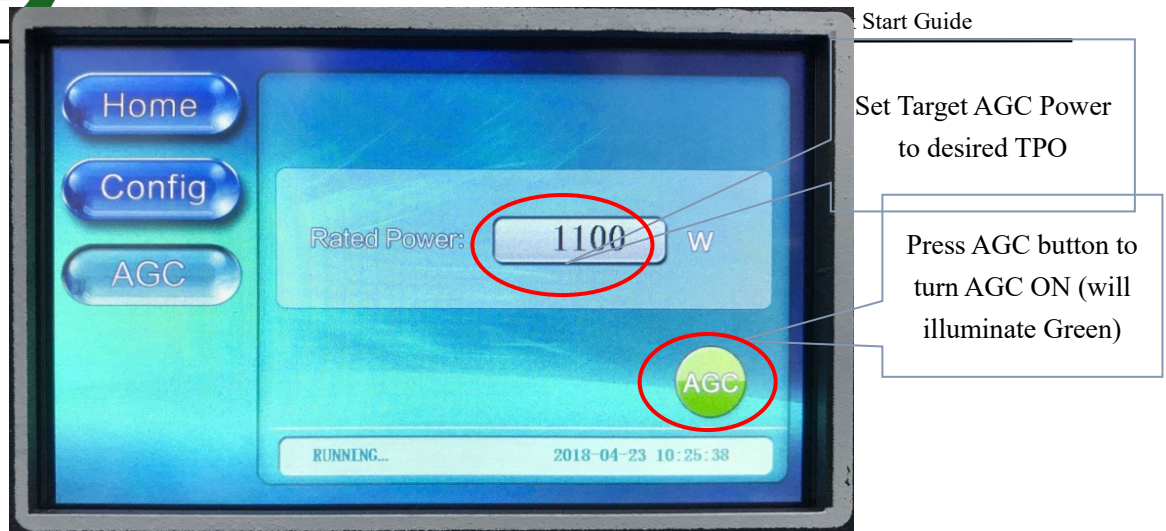 Start Guide
Set Target AGC Power
to desired TPO
Press AGC button to
turn AGC ON (will
illuminate Green)
Home
Config
AGC
Rated Power: 1100 W
AGC
RUNNING... 2018-04-23 10:25:38